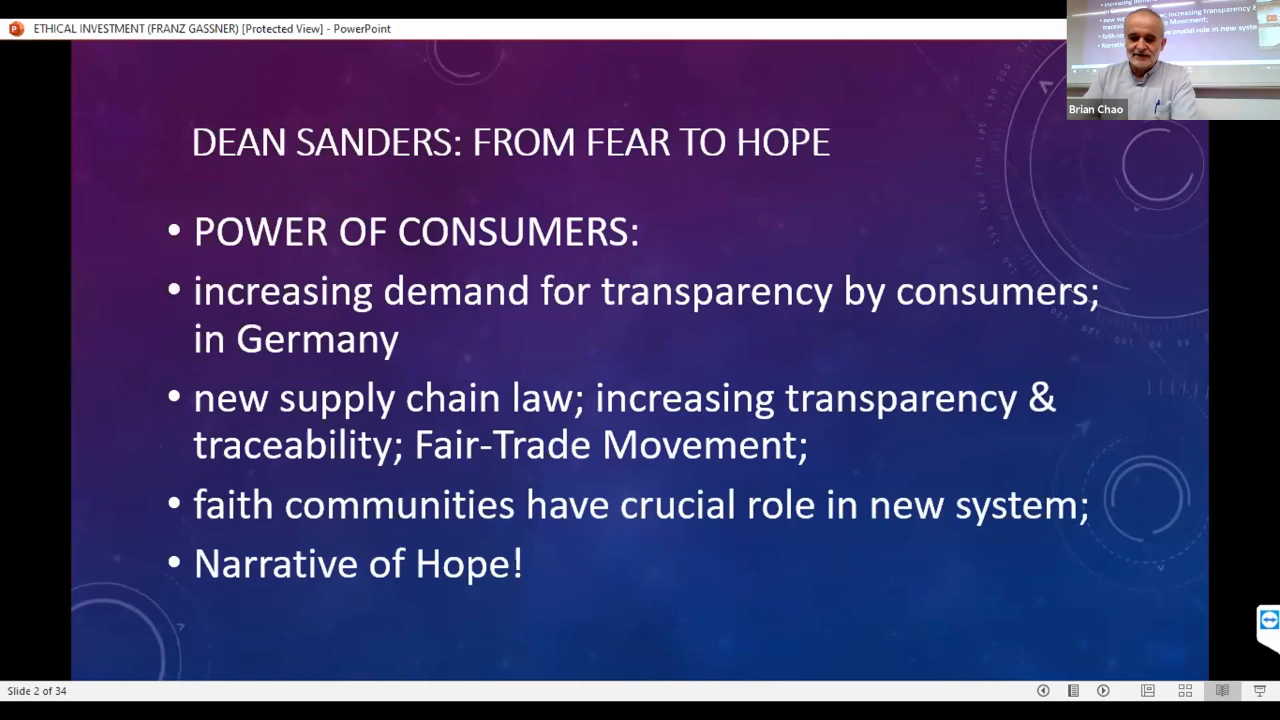 ETHICAL INVESTMENT (FRANZ GASSNER) [Protected View] - PowerPoint
Brian Chao
DEAN SANDERS: FROM FEAR TO HOPE
• POWER OF CONSUMERS:
• increasing demand for transparency by consumers;
in Germany
• new supply chain law; increasing transparency &
traceability; Fair-Trade Movement;
• faith communities have crucial role in new system;
• Narrative of Hope!
Slide 2 of 34